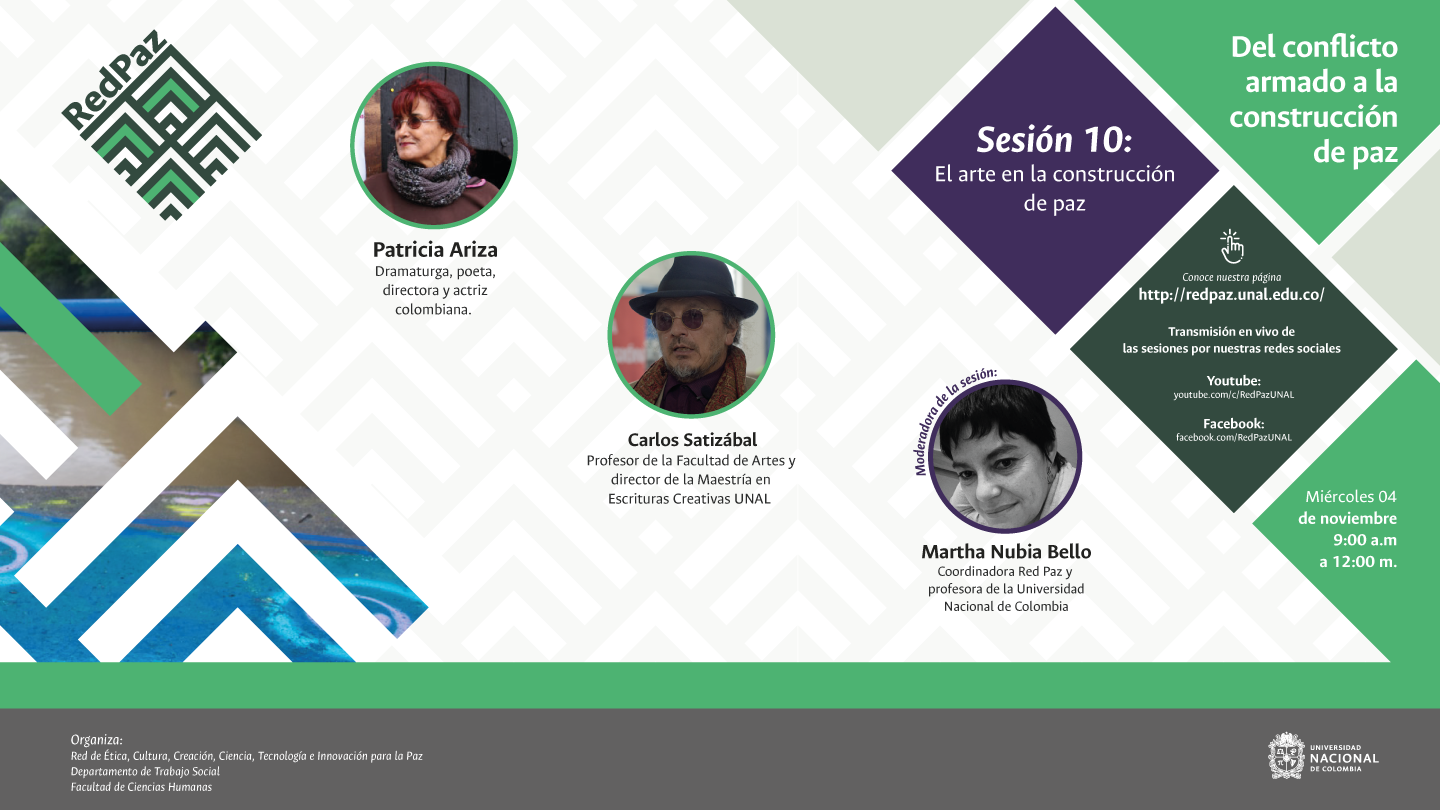 RedPaz
Patricia Ariza
Dramaturga, poeta,
directora y actriz
colombiana.
Carlos Satizábal
Profesor de la Facultad de Artes y
director de la Maestría en
Escrituras Creativas UNAL
Moderadora de la sesión:
Martha Nubia Bello
Coordinadora Red Paz y
profesora de la Universidad
Nacional de Colombia
Sesión 10:
El arte en la construcción
de paz
Del conflicto
armado a la
construcción
de paz
Conoce nuestra página
http://redpaz.unal.edu.co/
Transmisión en vivo de
las sesiones por nuestras redes sociales
Youtube:
youtube.com/c/RedPazUNAL
Facebook:
facebook.com/RedPazUNAL
Miércoles 04
de noviembre
9:00 a.m
a 12:00 m.
Organiza:
Red de Ética, Cultura, Creación, Ciencia, Tecnología e Innovación para la Paz
Departamento de Trabajo Social
Facultad de Ciencias Humanas
UNIVERSIDAD
NACIONAL
DE COLOMBIA